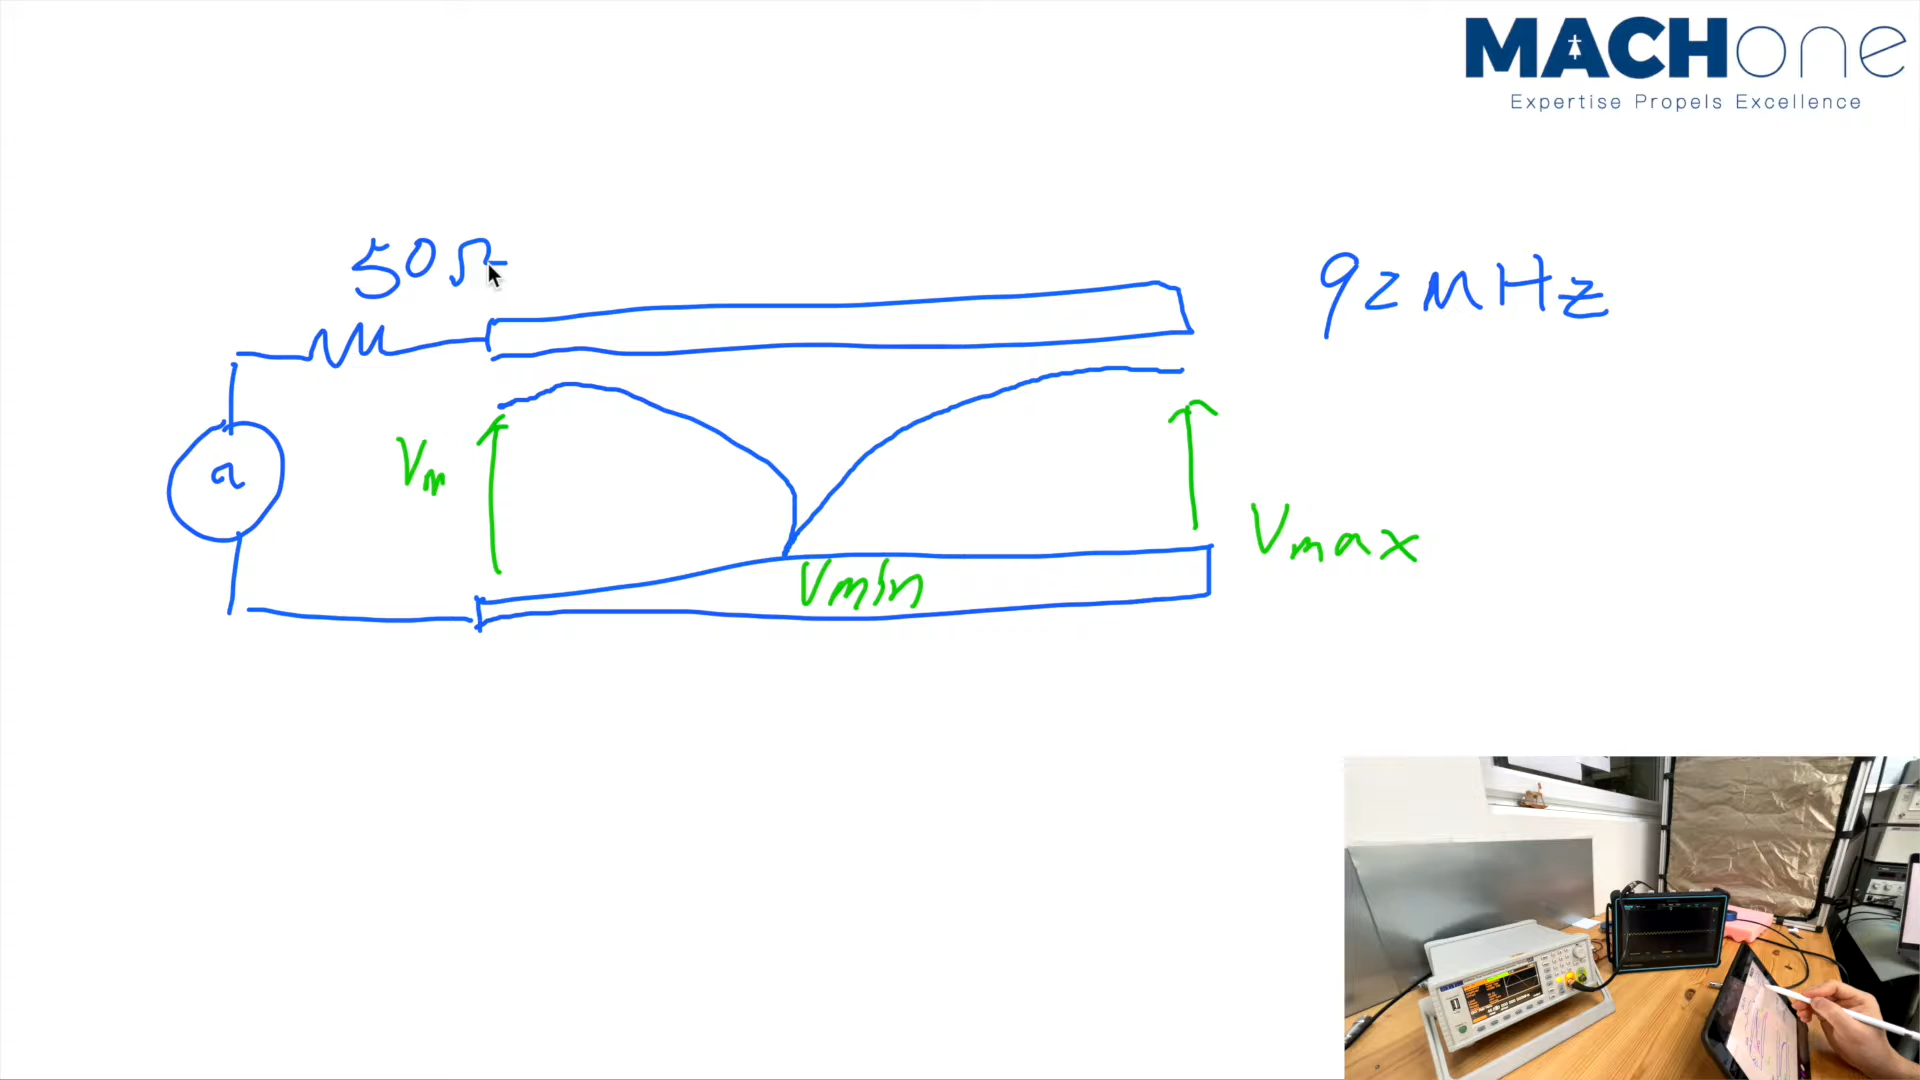 MACHone
Expertise Propels Excellence
50Ω
92MHz
Vm
Vmax
Vmin